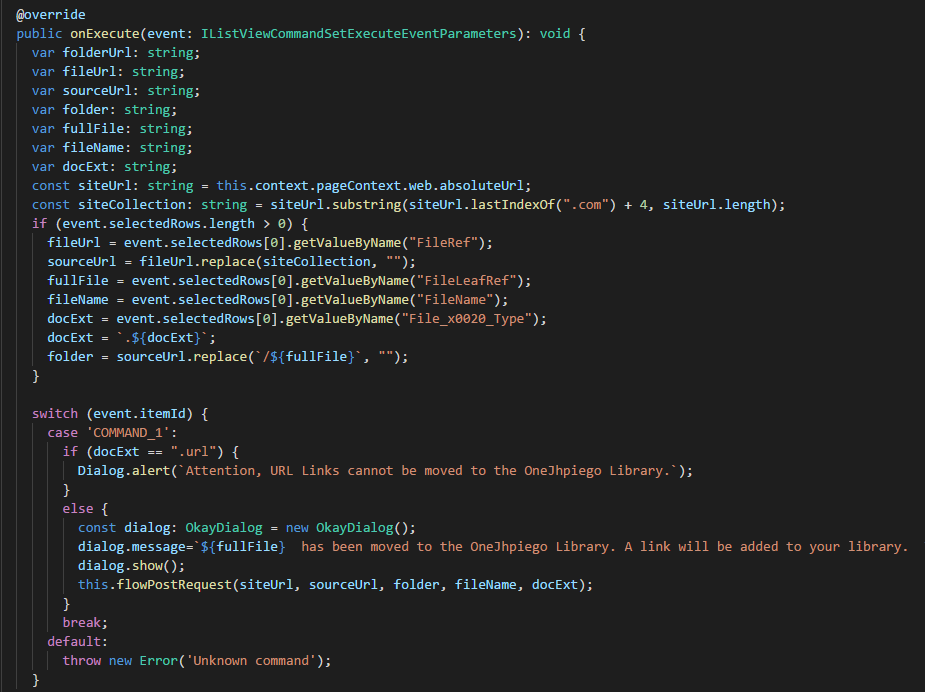 @override
public onExecute(event: IListViewCommandSetExecuteEventParameters): void {
var folderUrl: string;
var fileUrl: string;
var sourceUrl: string;
var folder: string;
var fullFile: string;
var fileName: string;
var docExt: string;
const siteUrl: string = this.context.pageContext.web.absoluteUrl;
const siteCollection: string = siteUrl.substring(siteUrl.lastIndexOf(".com") + 4, siteUrl.length);
if (event.selectedRows.length > 0) {
fileUrl = event.selectedRows[0].getValueByName("FileRef");
sourceUrl = fileUrl.replace(siteCollection, "");
fullFile = event.selectedRows[0].getValueByName("FileLeafRef");
fileName = event.selectedRows[0].getValueByName("FileName");
docExt = event.selectedRows[0].getValueByName("File_x0020_Type");
docExt = `.${docExt}`;
folder = sourceUrl.replace(`/${fullFile}`, "");
}
switch (event.itemId) {
case 'COMMAND_1':
if (docExt == ".url") {
Dialog.alert(`Attention, URL Links cannot be moved to the OneJhpiego Library.`);
}
else {
const dialog: OkayDialog = new OkayDialog();
dialog.message=`${fullFile}  has been moved to the OneJhpiego Library. A link will be added to your library.
dialog.show();
this.flowPostRequest(siteUrl, sourceUrl, folder, fileName, docExt);
}
break;
default:
throw new Error('Unknown command');
}